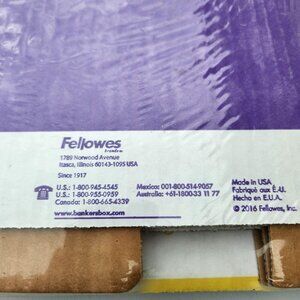 Fellowes
1789 Norwood Avenue
Itasca, Illinois 60143-1095 USA
Since 1917
U.S.: 1-800-945-4545
U.S.: 1-800-955-0959
Canada: 1-800-665-4339
www.bankersbox.com
Mexico: 001-800-514-9057
Australia: +61-1800-33 11 77
Made in USA
Fabriqué aux É.U.
Hecho en E.U.A.
© 2016 Fellowes, Inc.